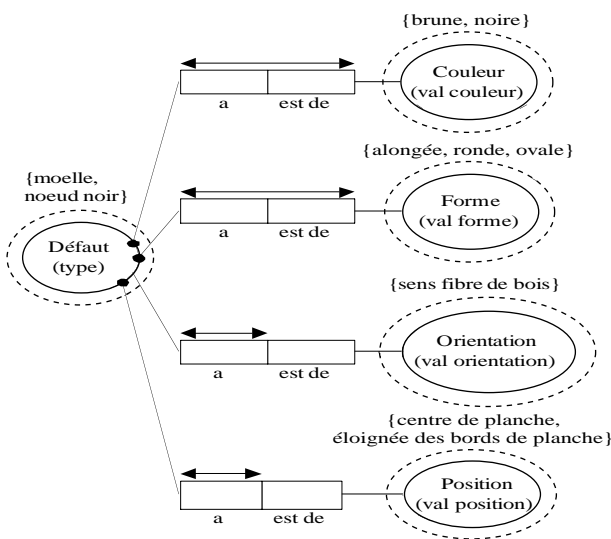 {brune, noire}
Couleur
(val couleur)
a est de
{alongée, ronde, ovale}
{moelle,
noeud noir}
Forme
(val forme)
a est de
Défaut
(type)
{sens fibre de bois}
Orientation
(val orientation)
a est de
{centre de planche,
éloignée des bords de planche}
Position
(val position)
a est de